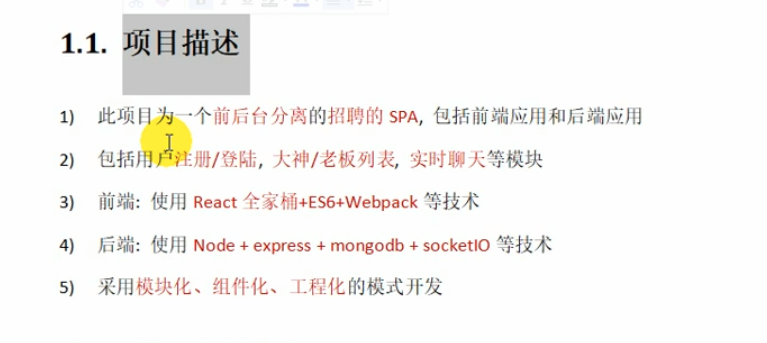 1.1. 项目描述
1) 此项目为一个前后台分离的招聘的 SPA, 包括前端应用和后端应用
2) 包括用户注册/登陆, 大神/老板列表, 实时聊天等模块
3) 前端: 使用 React 全家桶+ES6+Webpack 等技术
4) 后端: 使用 Node + express + mongodb + socketIO 等技术
5) 采用模块化、组件化、工程化的模式开发